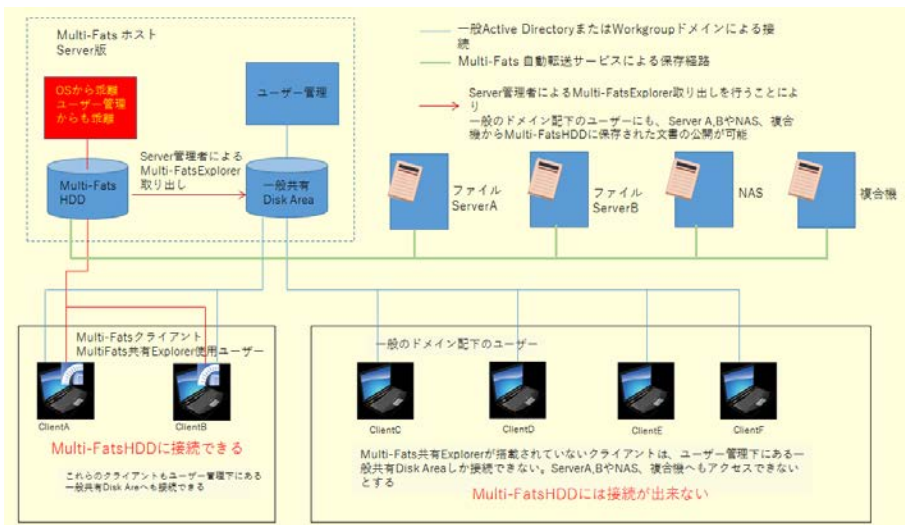 Multi-Fats ホスト
Server版
OSから乖離
ユーザー管理
からも乖離
ユーザー管理
Server管理者による
Multi-FatsExplorer
取り出し
Multi-Fats
HDD
一般共有
Disk Area
一般Active DirectoryまたはWorkgroupドメインによる接
続
Multi-Fats 自動転送サービスによる保存経路
Server管理者によるMulti-FatsExplorer取り出しを行うことによ
り
一般のドメイン配下のユーザーにも、Server A,BやNAS、複合
機からMulti-FatsHDDに保存された文書の公開が可能
ファイル
ServerA
ファイル
ServerB
NAS
複合機
Multi-Fatsクライアント
MultiFats共有Explorer使用ユーザー
ClientA
ClientB
Multi-FatsHDDに接続できる
これらのクライアントもユーザー管理下にある
一般共有Disk Areへも接続できる
一般のドメイン配下のユーザー
ClientC
ClientD
ClientE
ClientF
Multi-Fats共有Explorerが搭載されていないクライアントは、ユーザー管理下にある一
般共有Disk Areaしか接続できない。ServerA,BやNAS、複合機へもアクセスできない
とする
Multi-FatsHDDには接続が出来ない